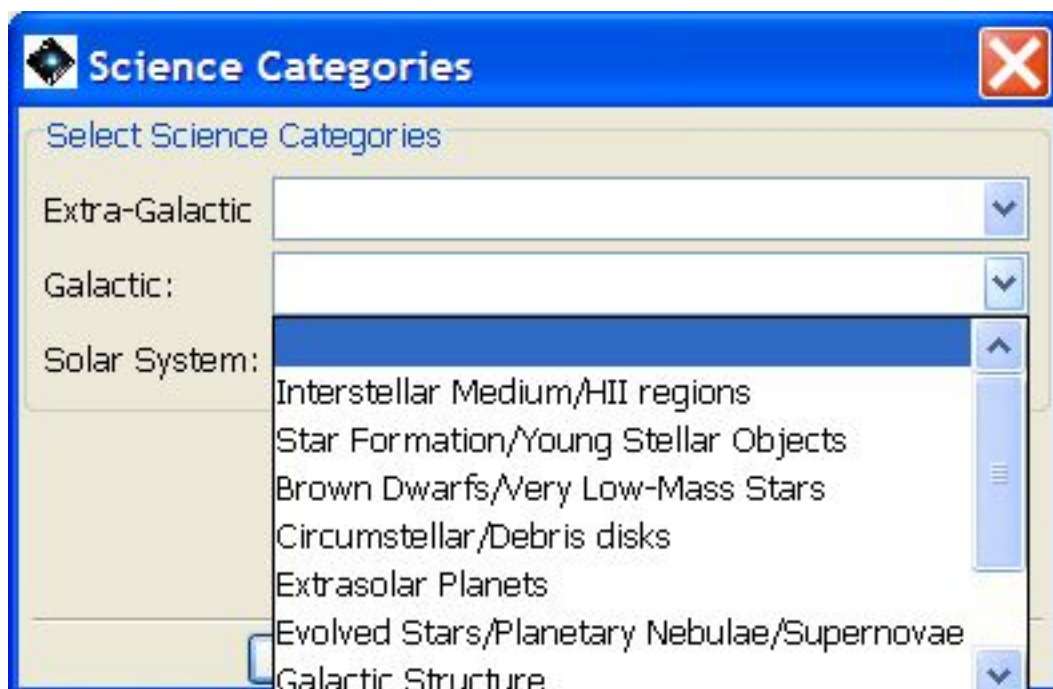 Science Categories
Select Science Categories
Extra-Galactic
Galactic:
Solar System:
Interstellar Medium/HII regions
Star Formation/Young Stellar Objects
Brown Dwarfs/Very Low-Mass Stars
Circumstellar/Debris disks
Extrasolar Planets
Evolved Stars/Planetary Nebulae/Supernovae
Galactic Structure